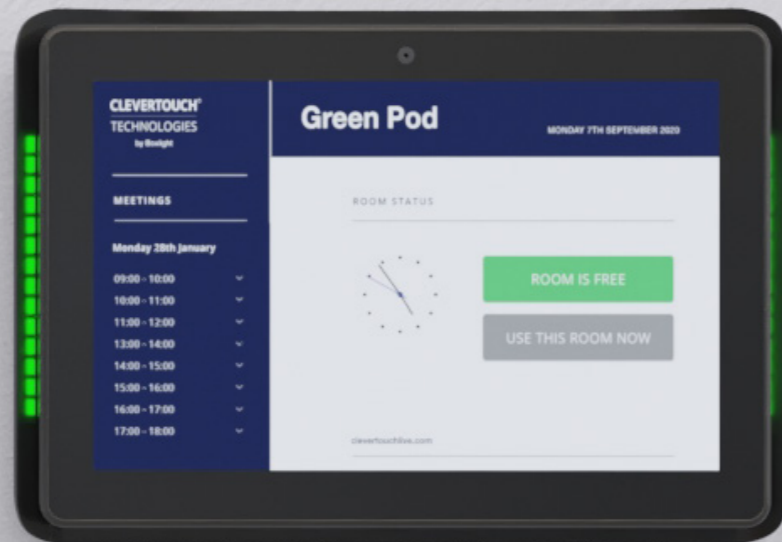 CLEVERTOUCH®
TECHNOLOGIES
by Boxlight
MEETINGS
Monday 28th January
09:00 - 10:00
10:00 - 11:00
11:00 - 12:00
13:00 - 14:00
14:00 - 15:00
15:00 - 16:00
16:00 - 17:00
17:00 - 18:00
Green Pod
MONDAY 7TH SEPTEMBER 2020
ROOM STATUS
ROOM IS FREE
USE THIS ROOM NOW
clevertouchlive.com